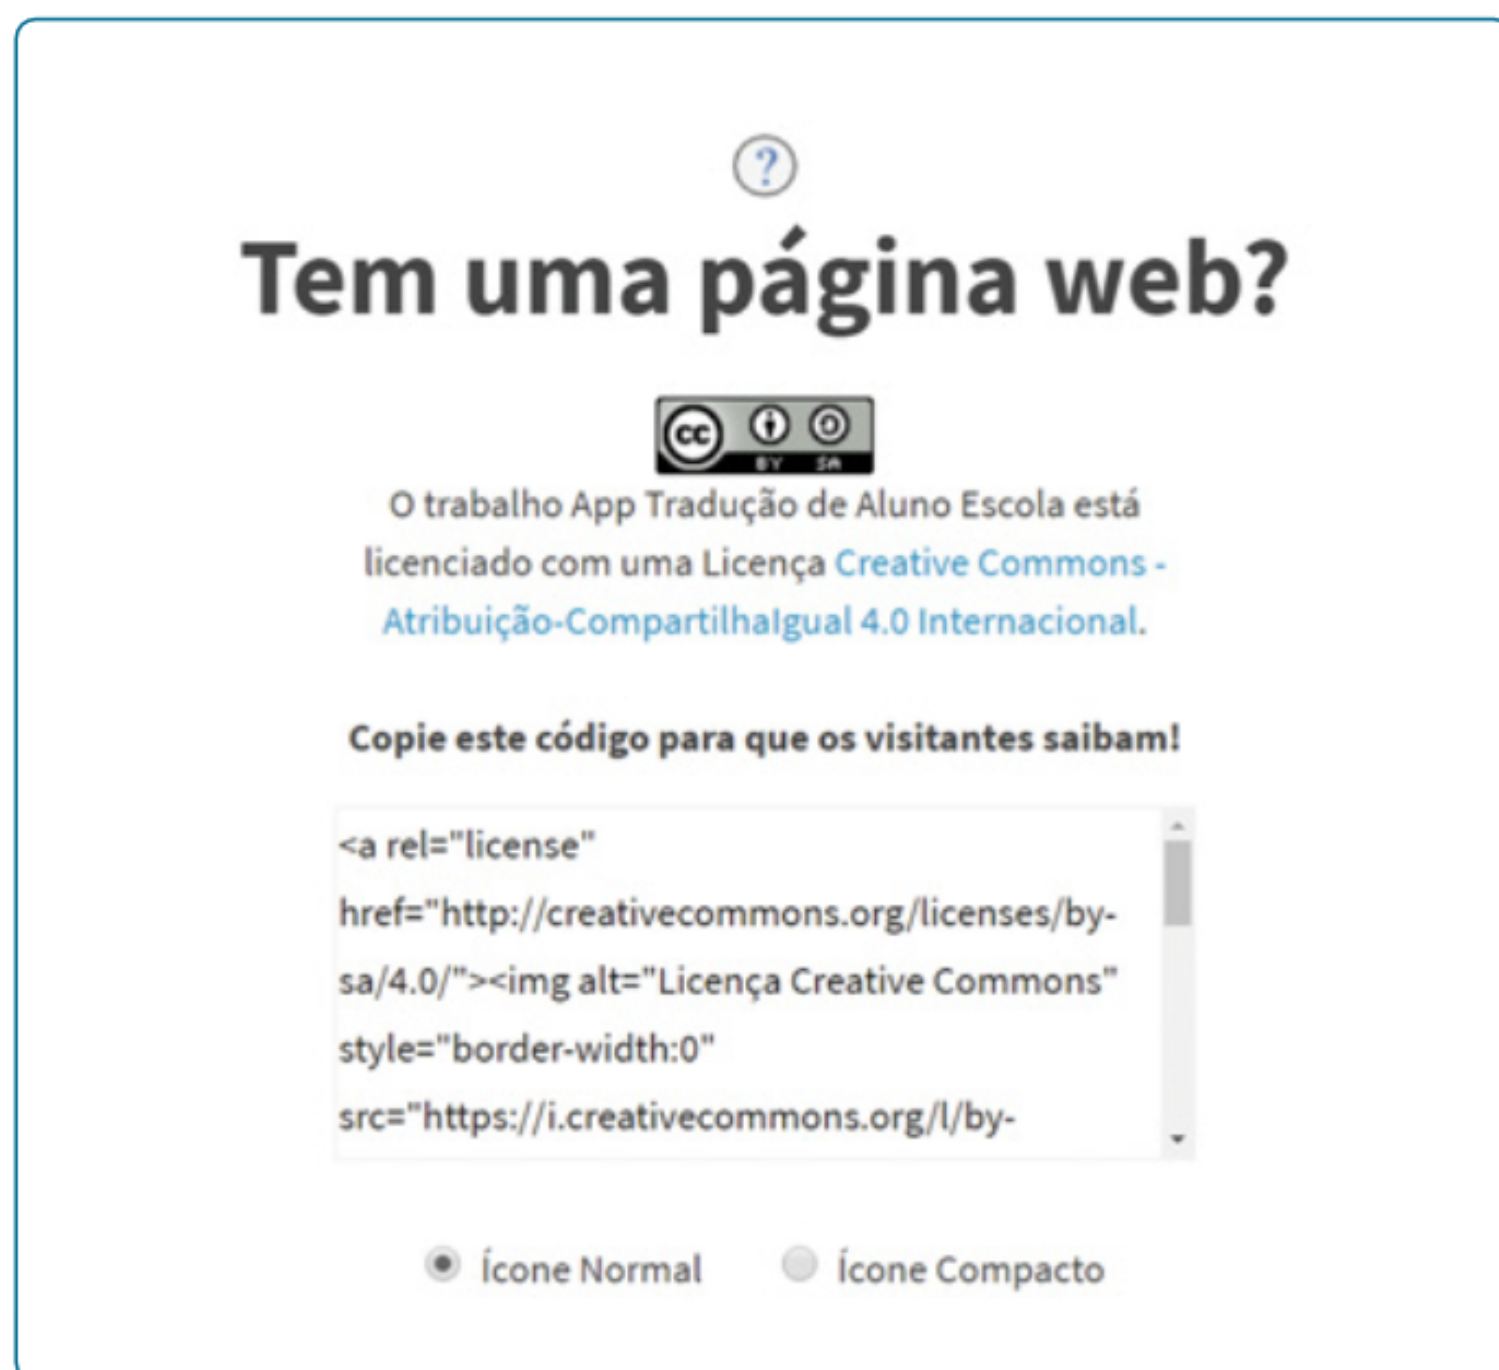 ?
Tem uma página web?
cc
BY SA
O trabalho App Tradução de Aluno Escola está
licenciado com uma Licença Creative Commons -
Atribuição-CompartilhaIgual 4.0 Internacional.
Copie este código para que os visitantes saibam!
<a rel="license"
href="http://creativecommons.org/licenses/by-
sa/4.0/"><img alt="Licença Creative Commons"
style="border-width:0"
src="https://i.creativecommons.org/l/by-
Ícone Normal Ícone Compacto